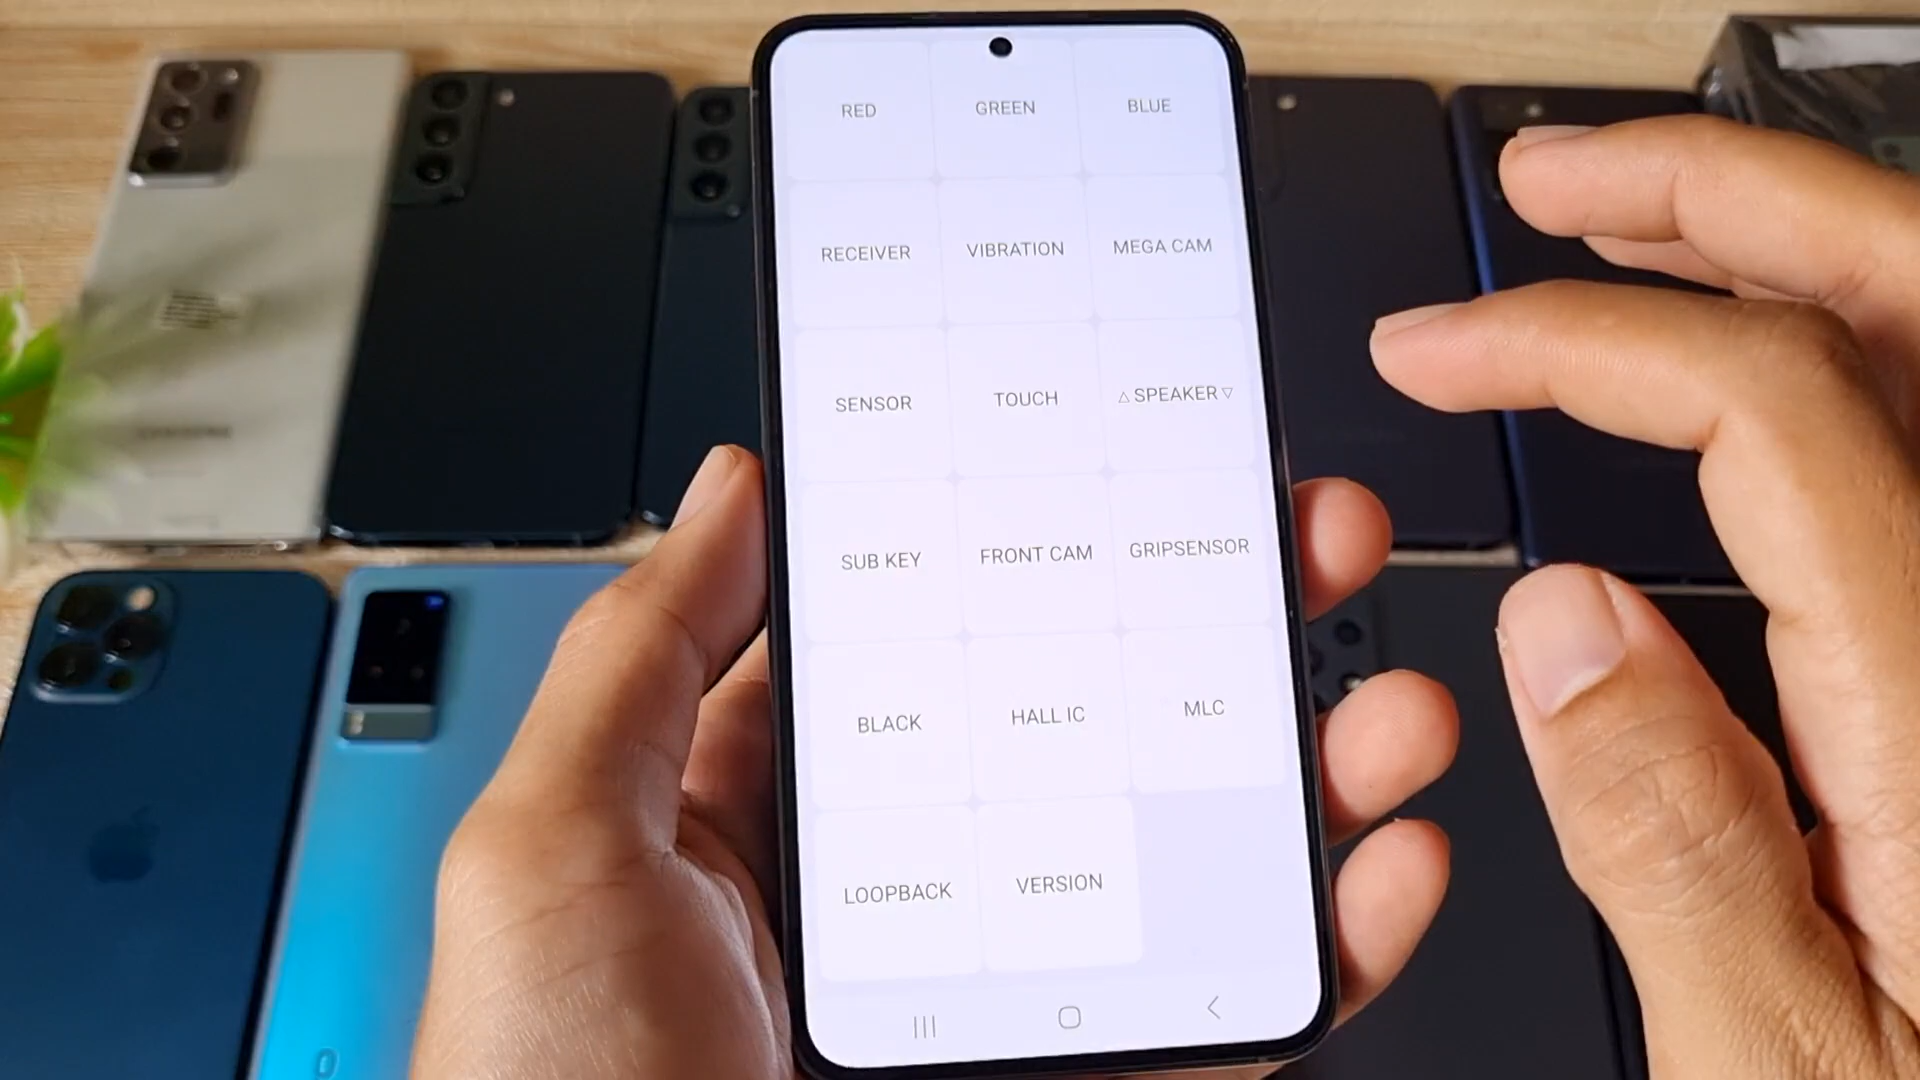 RED GREEN BLUE
RECEIVER VIBRATION MEGA CAM
SENSOR TOUCH △ SPEAKER ▽
SUB KEY FRONT CAM GRIPSENSOR
BLACK HALL IC MLC
LOOPBACK VERSION